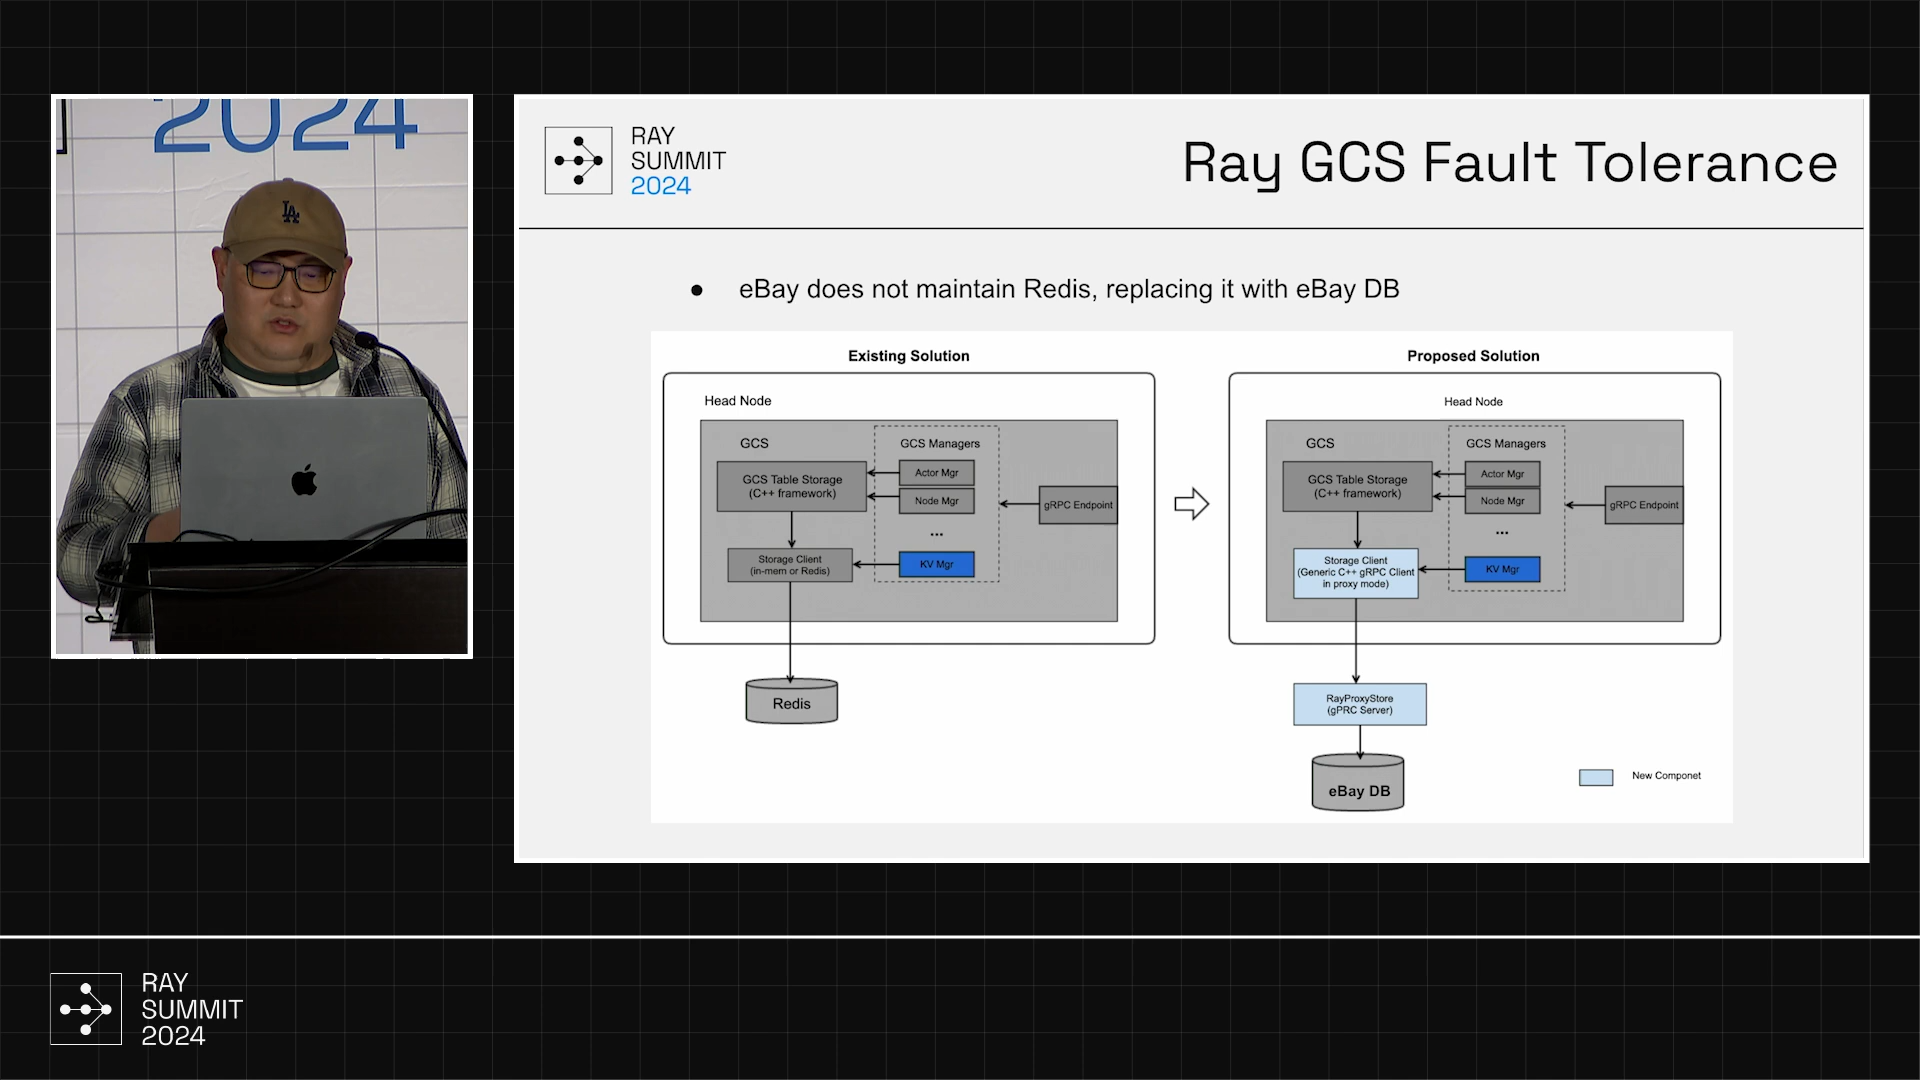 2024
LA
RAY
SUMMIT
2024
Ray GCS Fault Tolerance
● eBay does not maintain Redis, replacing it with eBay DB
Existing Solution
Head Node
GCS
GCS Managers
GCS Table Storage
(C++ framework)
Actor Mgr
Node Mgr
...
gRPC Endpoint
Storage Client
(in-mem or Redis)
KV Mgr
Redis
Proposed Solution
Head Node
GCS
GCS Managers
GCS Table Storage
(C++ framework)
Actor Mgr
Node Mgr
...
gRPC Endpoint
Storage Client
(Generic C++ gRPC Client
in proxy mode)
KV Mgr
RayProxyStore
(gPRC Server)
eBay DB
New Componet
RAY
SUMMIT
2024